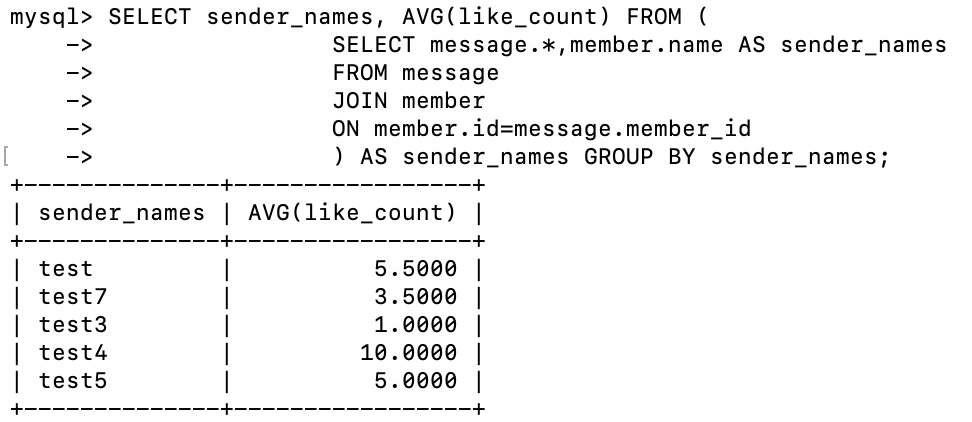 mysql> SELECT sender_names, AVG(like_count) FROM (
    ->                 SELECT message.*,member.name AS sender_names
    ->                 FROM message
    ->                 JOIN member
    ->                 ON member.id=message.member_id
[   ->                 ) AS sender_names GROUP BY sender_names;
+--------------+-----------------+
| sender_names | AVG(like_count) |
+--------------+-----------------+
| test         |          5.5000 |
| test7        |          3.5000 |
| test3        |          1.0000 |
| test4        |         10.0000 |
| test5        |          5.0000 |
+--------------+-----------------+